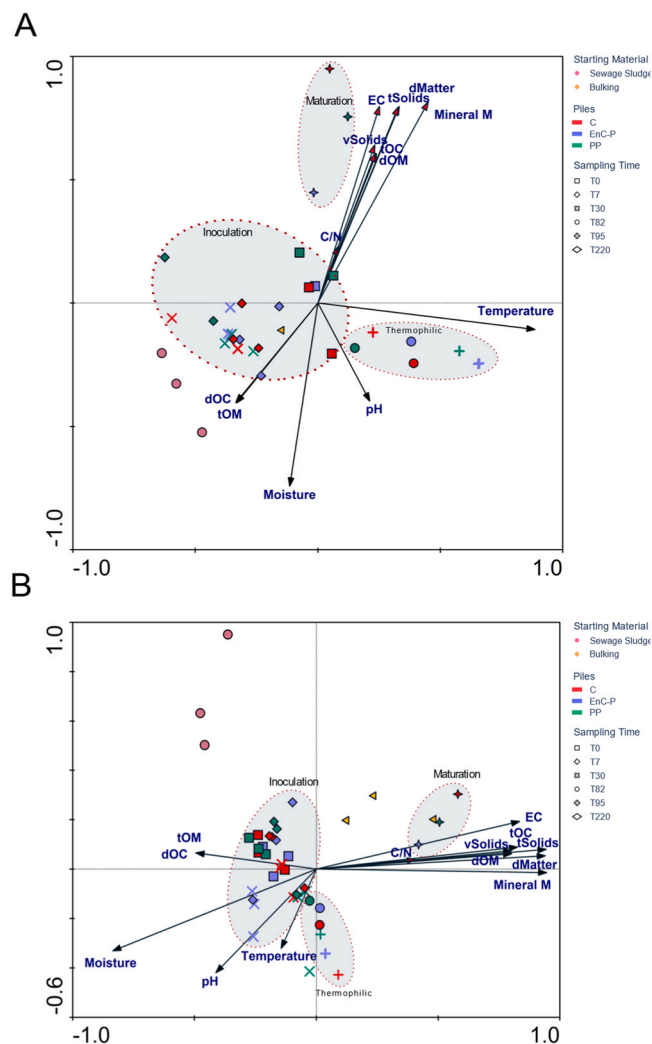 A
1.0
Maturation
dMatter
EC tSolids
Mineral M
vSolids
tOC
dOM
C/N
Inoculation
Temperature
Thermophilic
dOC
tOM
pH
Moisture
-1.0
-1.0
1.0
Starting Material
Sewage Sludge
Bulking
Piles
C
EnC-P
PP
Sampling Time
T0
T7
T30
T82
T95
T220
B
1.0
Inoculation
Maturation
EC
tOM
tOC
C/N
vSolids
tSolids
dOC
dOM
dMatter
Mineral M
Moisture
Temperature
pH
Thermophilic
-0.6
-1.0
1.0
Starting Material
Sewage Sludge
Bulking
Piles
C
EnC-P
PP
Sampling Time
T0
T7
T30
T82
T95
T220